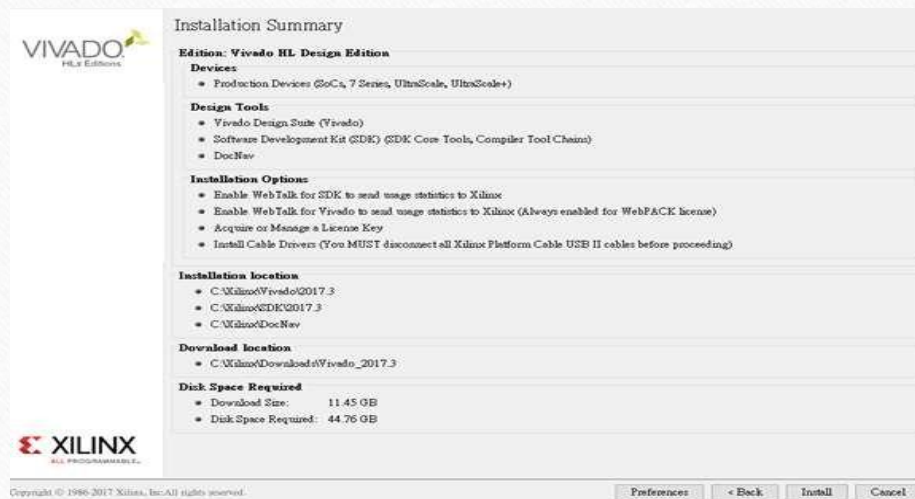 VIVADO
HLx Editions
Installation Summary
Edition: Vivado HL Design Edition
Devices
• Production Devices (SoCs, 7 Series, UltraScale, UltraScale+)
Design Tools
• Vivado Design Suite (Vivado)
• Software Development Kit (SDK) (SDK Core Tools, Compiler Tool Chains)
• DocNav
Installation Options
• Enable WebTalk for SDK to send usage statistics to Xilinx
• Enable WebTalk for Vivado to send usage statistics to Xilinx (Always enabled for WebPACK license)
• Acquire or Manage a License Key
• Install Cable Drivers (You MUST disconnect all Xilinx Platform Cable USB II cables before proceeding)
Installation location
• C:\Xilinx\Vivado\2017.3
• C:\Xilinx\SDK\2017.3
• C:\Xilinx\DocNav
Download location
• C:\Xilinx\Downloads\Vivado_2017.3
Disk Space Required
• Download Size: 11.45 GB
• Disk Space Required: 44.76 GB
XILINX
ALL PROGRAMMABLE™
Copyright © 1986-2017 Xilinx, Inc. All rights reserved.
Preferences < Back Install Cancel